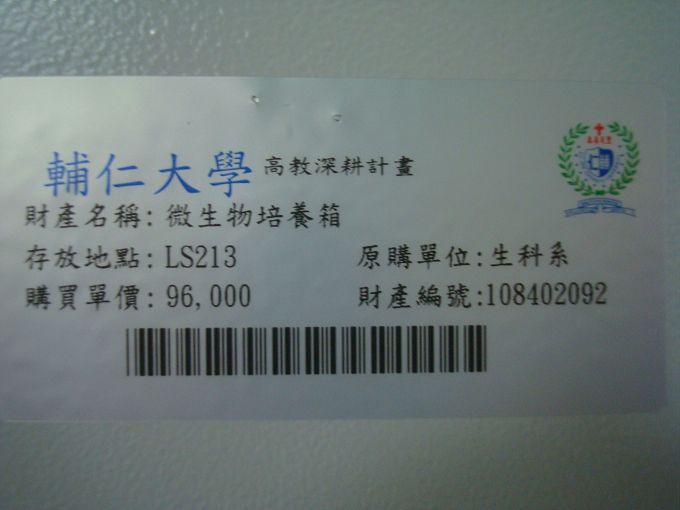 輔仁大學 高教深耕計畫
財產名稱: 微生物培養箱
存放地點: LS213 原購單位: 生科系
購買單價: 96,000 財產編號:108402092